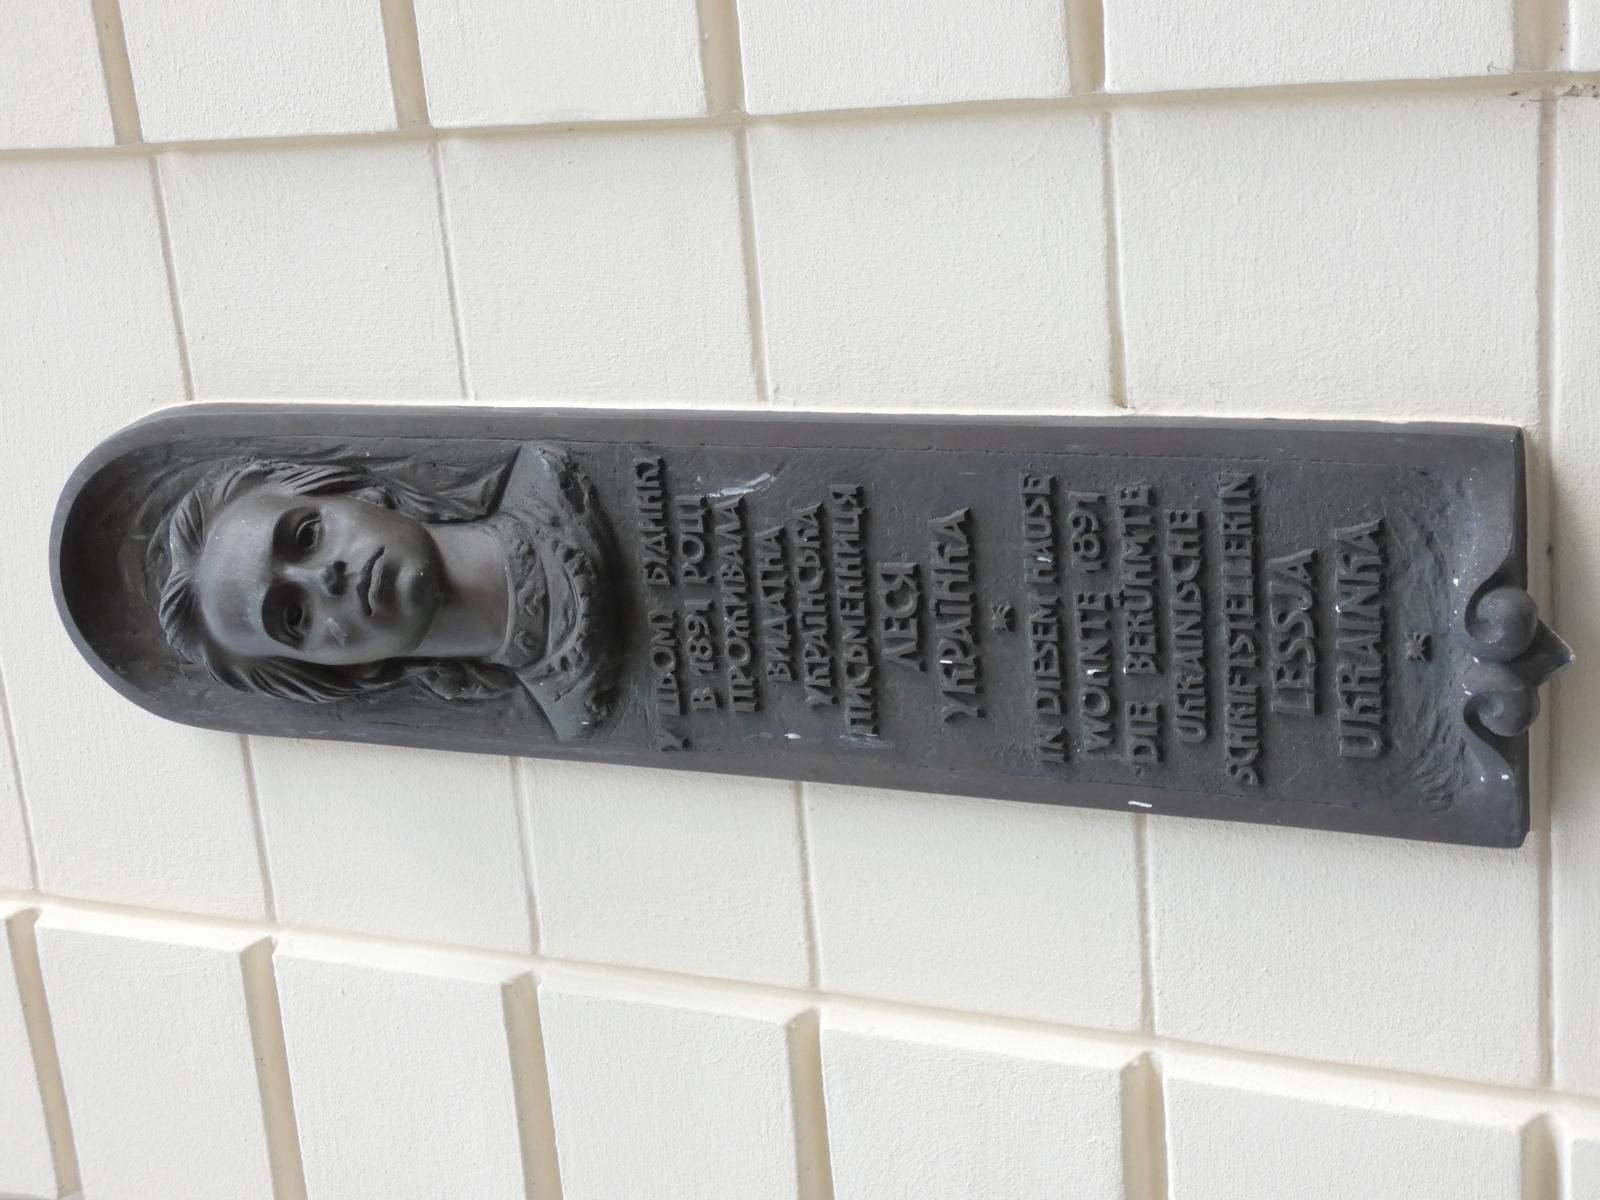 У ЦЬОМУ БУДИНКУ
В 1891 РОЦІ
ПРОЖИВАЛА
ВИДАТНА
УКРАЇНСЬКА
ПИСЬМЕННИЦЯ
ЛЕСЯ
УКРАЇНКА
IN DIESEM HAUSE
WONTE 1891
DIE BERÜHMTE
UKRAINISCHE
SCHRIFTSTELLERIN
LESSJA
UKRAINKA